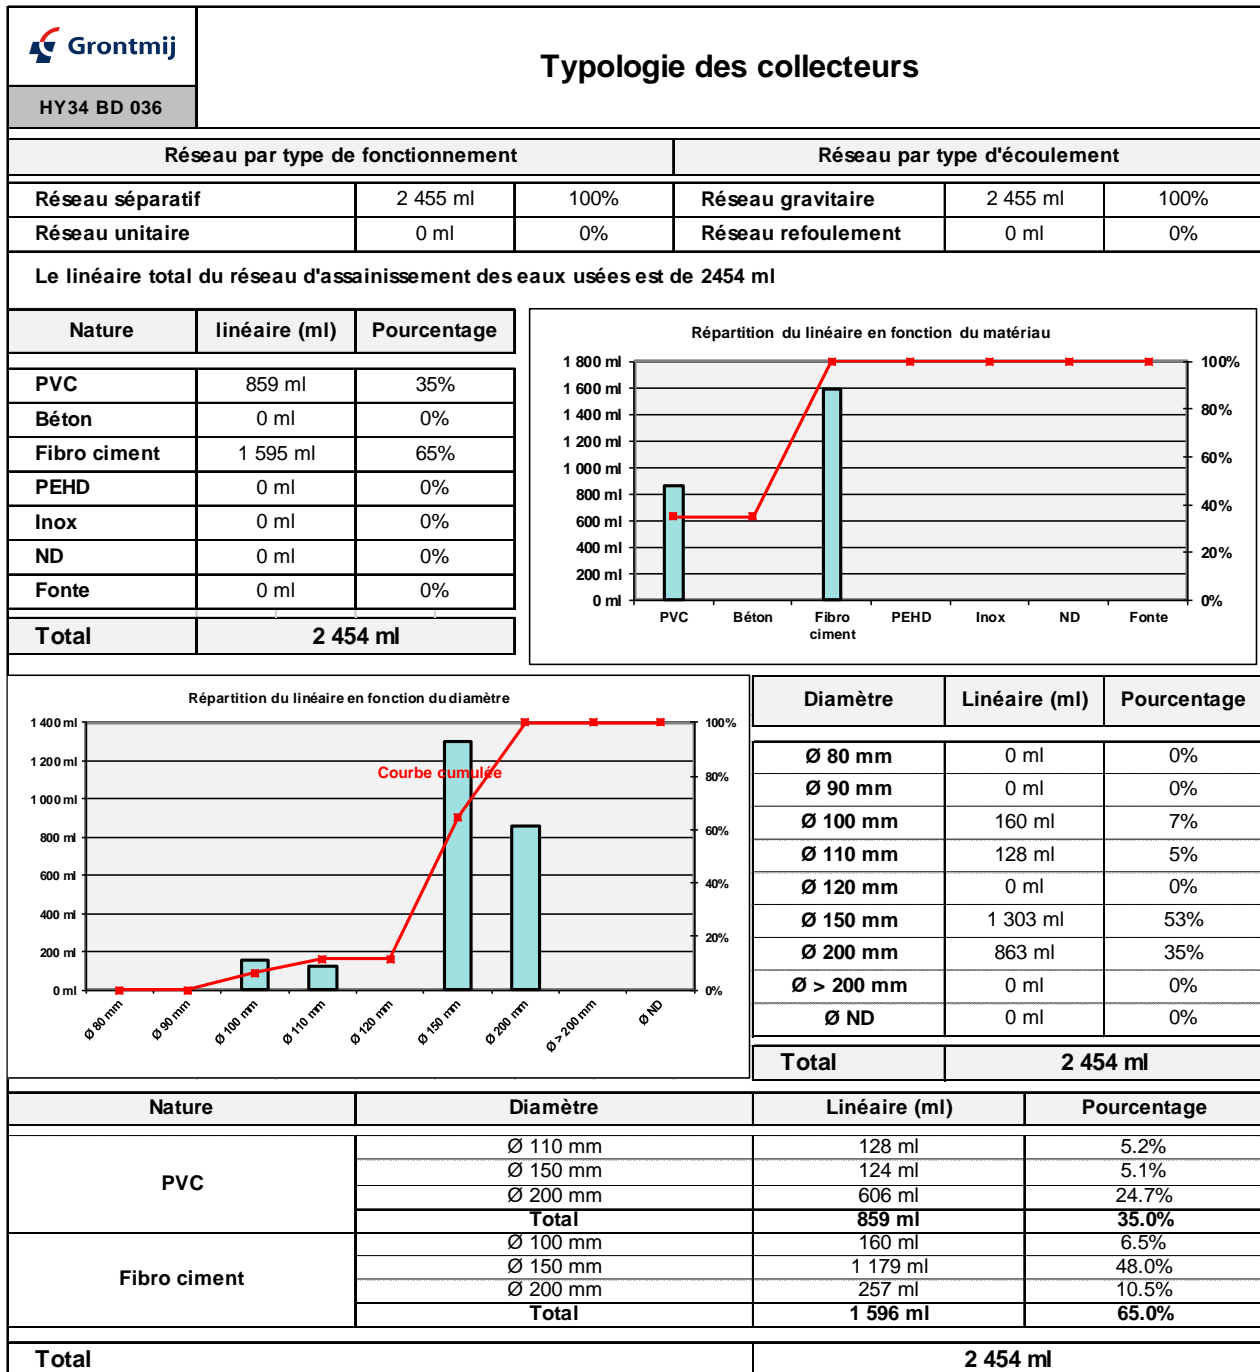 Grontmij
HY34 BD 036
Typologie des collecteurs
Réseau par type de fonctionnement
Réseau par type d'écoulement
Réseau séparatif 2 455 ml 100% Réseau gravitaire 2 455 ml 100%
Réseau unitaire 0 ml 0% Réseau refoulement 0 ml 0%
Le linéaire total du réseau d'assainissement des eaux usées est de 2454 ml
Nature linéaire (ml) Pourcentage
PVC 859 ml 35%
Béton 0 ml 0%
Fibro ciment 1 595 ml 65%
PEHD 0 ml 0%
Inox 0 ml 0%
ND 0 ml 0%
Fonte 0 ml 0%
Total 2 454 ml
Répartition du linéaire en fonction du matériau
1 800 ml 100%
1 600 ml
1 400 ml 80%
1 200 ml
1 000 ml 60%
800 ml
600 ml 40%
400 ml 20%
200 ml
0 ml 0%
PVC Béton Fibro ciment PEHD Inox ND Fonte
Répartition du linéaire en fonction du diamètre
1 400 ml 100%
1 200 ml
Courbe cumulée 80%
1 000 ml
800 ml 60%
600 ml
400 ml 40%
200 ml 20%
0 ml 0%
Ø 80 mm Ø 90 mm Ø 100 mm Ø 110 mm Ø 120 mm Ø 150 mm Ø 200 mm Ø > 200 mm Ø ND
Diamètre Linéaire (ml) Pourcentage
Ø 80 mm 0 ml 0%
Ø 90 mm 0 ml 0%
Ø 100 mm 160 ml 7%
Ø 110 mm 128 ml 5%
Ø 120 mm 0 ml 0%
Ø 150 mm 1 303 ml 53%
Ø 200 mm 863 ml 35%
Ø > 200 mm 0 ml 0%
Ø ND 0 ml 0%
Total 2 454 ml
Nature Diamètre Linéaire (ml) Pourcentage
PVC
Ø 110 mm 128 ml 5.2%
Ø 150 mm 124 ml 5.1%
Ø 200 mm 606 ml 24.7%
Total 859 ml 35.0%
Fibro ciment
Ø 100 mm 160 ml 6.5%
Ø 150 mm 1 179 ml 48.0%
Ø 200 mm 257 ml 10.5%
Total 1 596 ml 65.0%
Total 2 454 ml